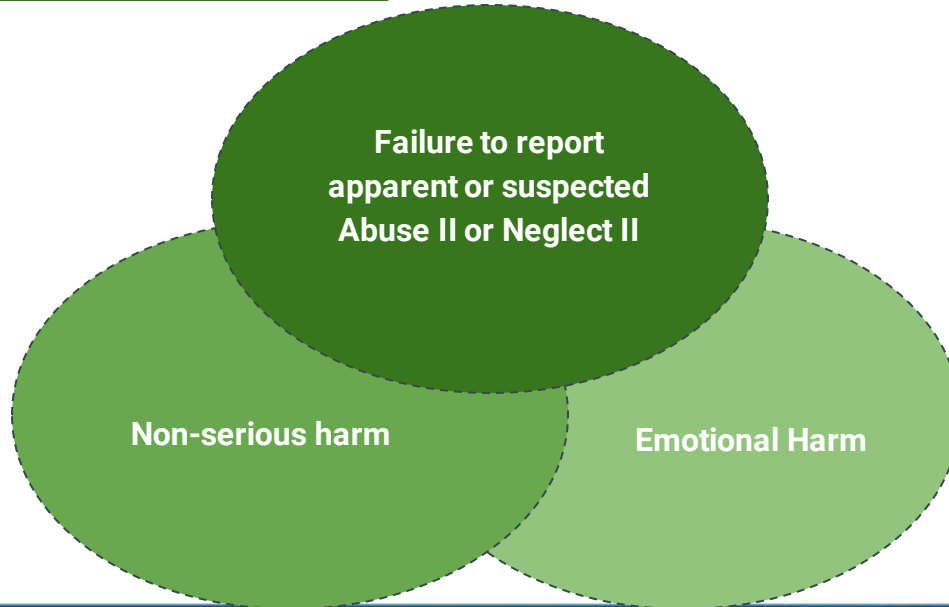 Failure to report
apparent or suspected
Abuse II or Neglect II
Non-serious harm
Emotional Harm